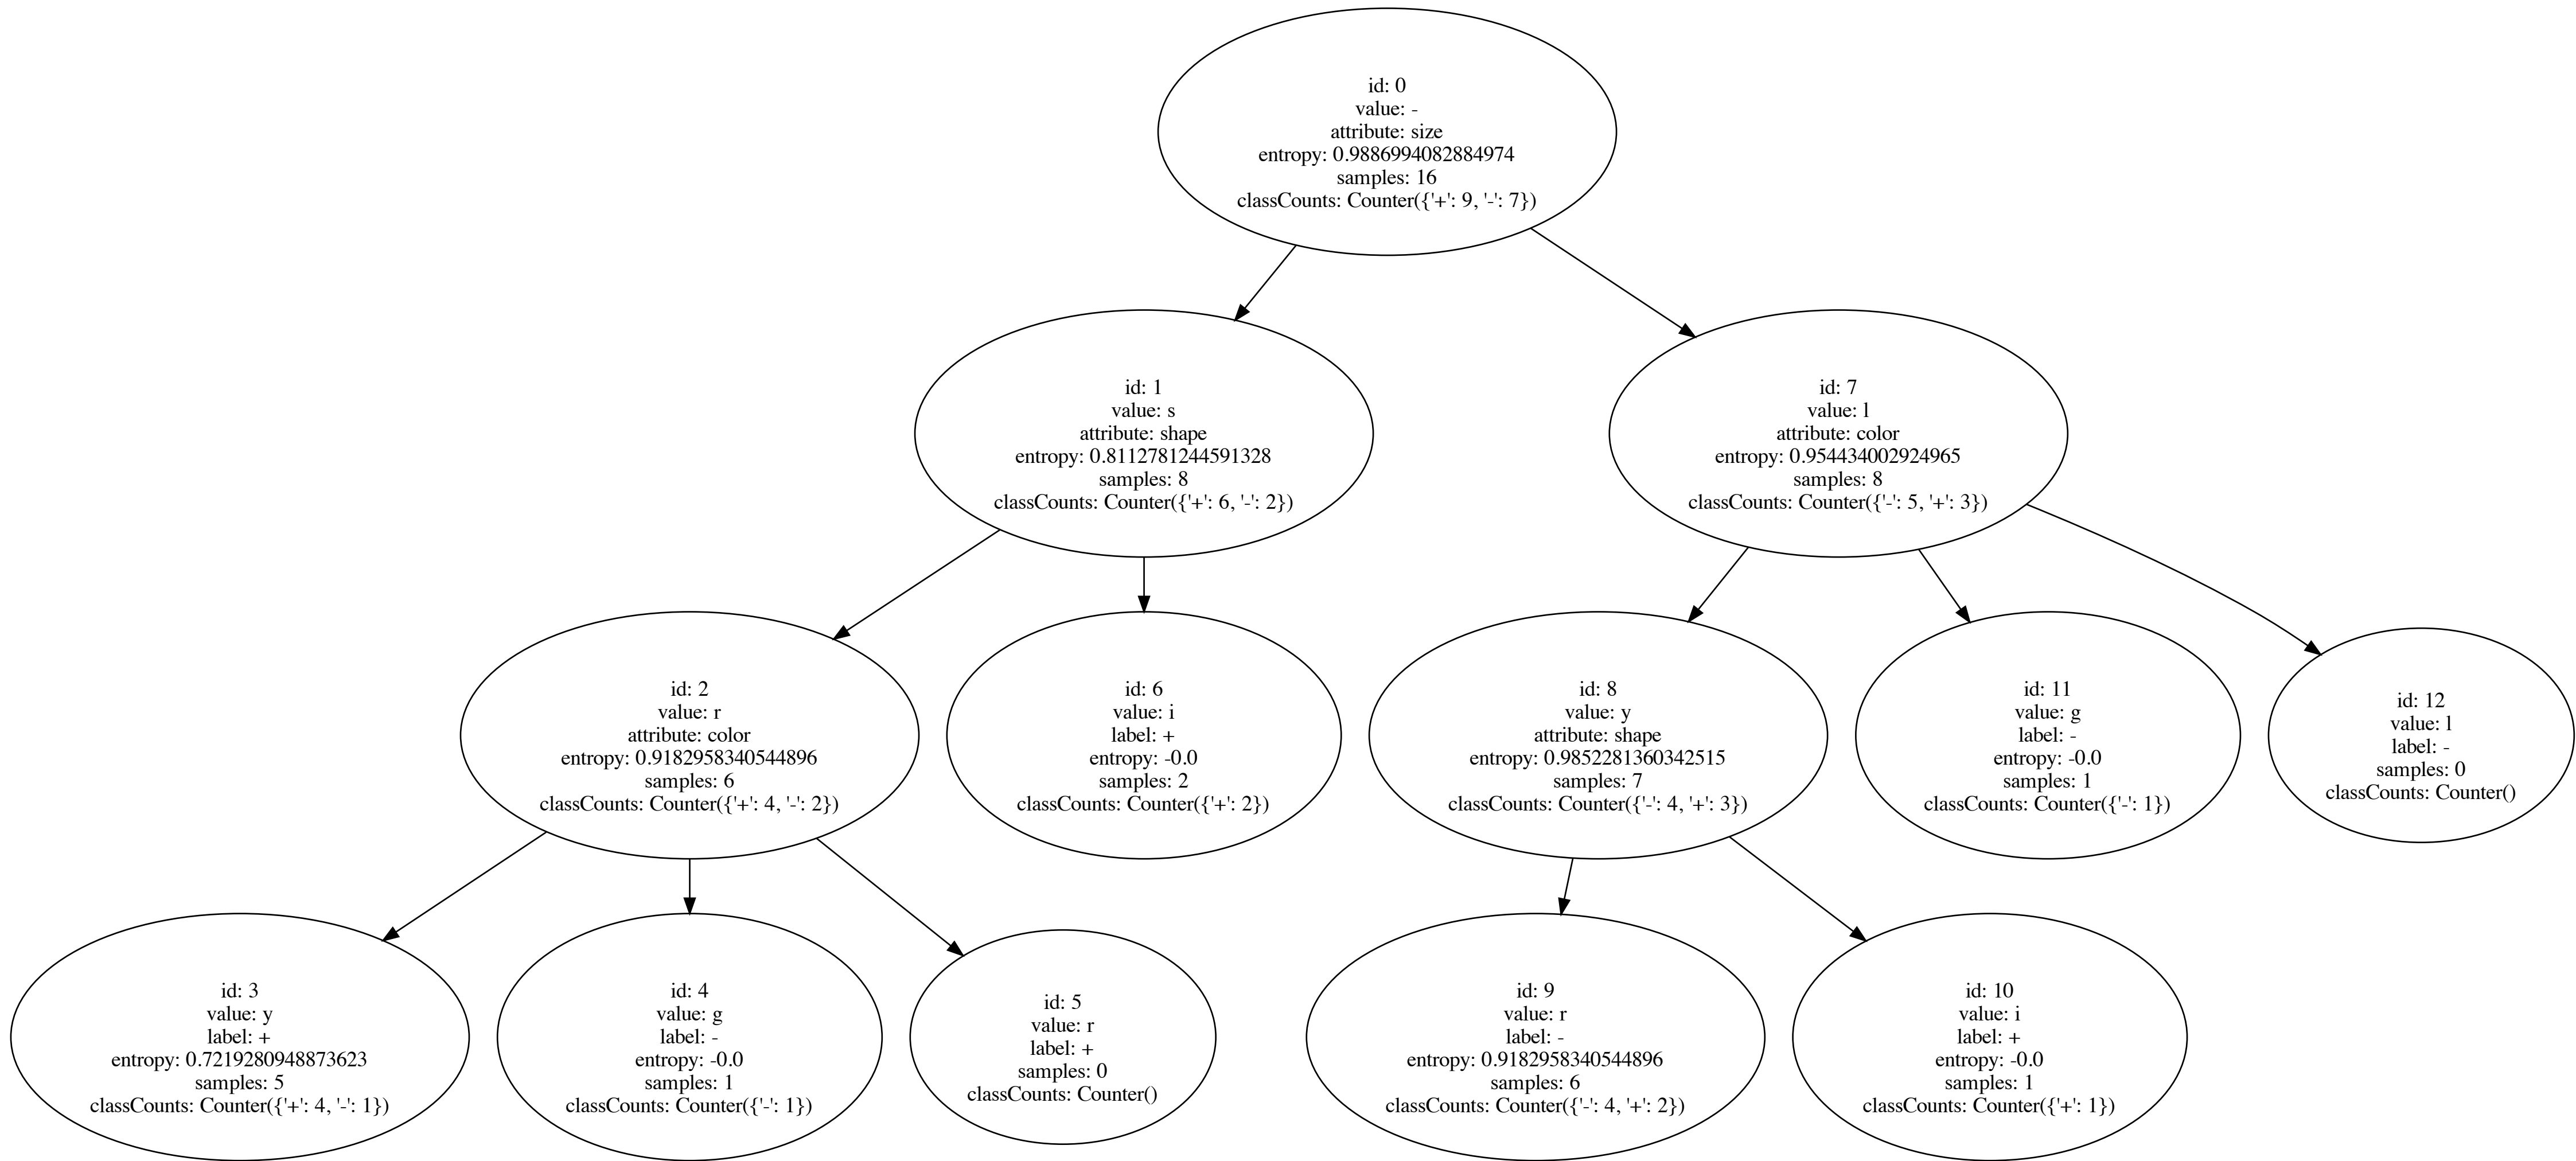 id: 0
value: -
attribute: size
entropy: 0.9886994082884974
samples: 16
classCounts: Counter({'+': 9, '-': 7})
id: 1
value: s
attribute: shape
entropy: 0.8112781244591328
samples: 8
classCounts: Counter({'+': 6, '-': 2})
id: 7
value: l
attribute: color
entropy: 0.954434002924965
samples: 8
classCounts: Counter({'-': 5, '+': 3})
id: 2
value: r
attribute: color
entropy: 0.9182958340544896
samples: 6
classCounts: Counter({'+': 4, '-': 2})
id: 6
value: i
label: +
entropy: -0.0
samples: 2
classCounts: Counter({'+': 2})
id: 8
value: y
attribute: shape
entropy: 0.9852281360342515
samples: 7
classCounts: Counter({'-': 4, '+': 3})
id: 11
value: g
label: -
entropy: -0.0
samples: 1
classCounts: Counter({'-': 1})
id: 12
value: l
label: -
samples: 0
classCounts: Counter()
id: 3
value: y
label: +
entropy: 0.7219280948873623
samples: 5
classCounts: Counter({'+': 4, '-': 1})
id: 4
value: g
label: -
entropy: -0.0
samples: 1
classCounts: Counter({'-': 1})
id: 5
value: r
label: +
samples: 0
classCounts: Counter()
id: 9
value: r
label: -
entropy: 0.9182958340544896
samples: 6
classCounts: Counter({'-': 4, '+': 2})
id: 10
value: i
label: +
entropy: -0.0
samples: 1
classCounts: Counter({'+': 1})